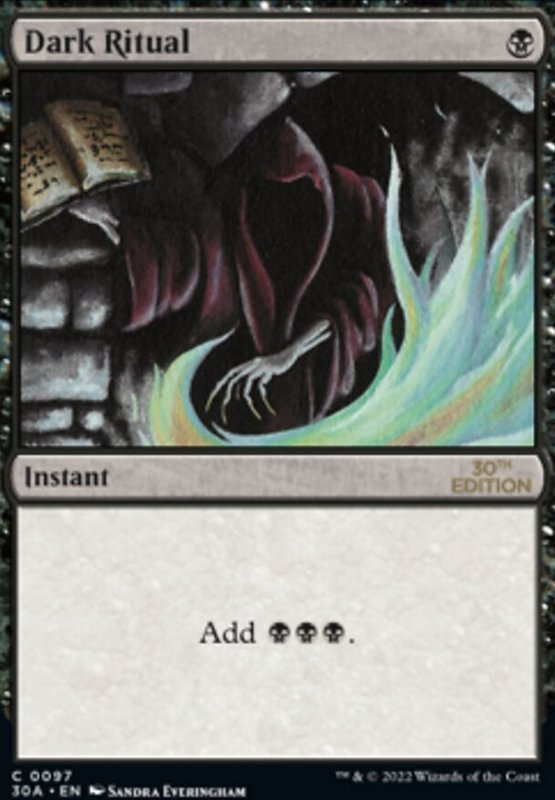 Dark Ritual
Instant
30TH EDITION
Add .
C 0097
30A • EN Sandra Everingham
™ & © 2022 Wizards of the Coast